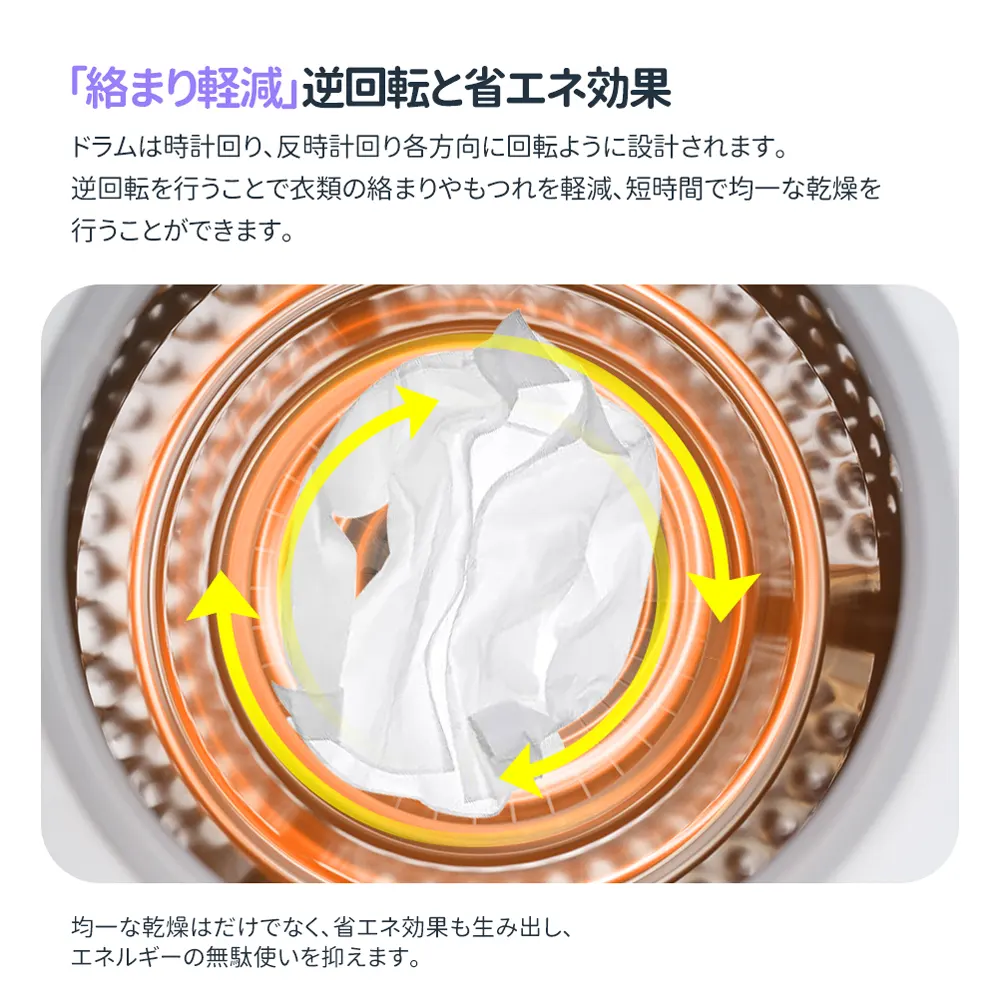 「絡まり軽減」逆回転と省エネ効果
ドラムは時計回り、反時計回り各方向に回転ように設計されます。
逆回転を行うことで衣類の絡まりやもつれを軽減、短時間で均一な乾燥を
行うことができます。
均一な乾燥はだけでなく、省エネ効果も生み出し、
エネルギーの無駄使いを抑えます。